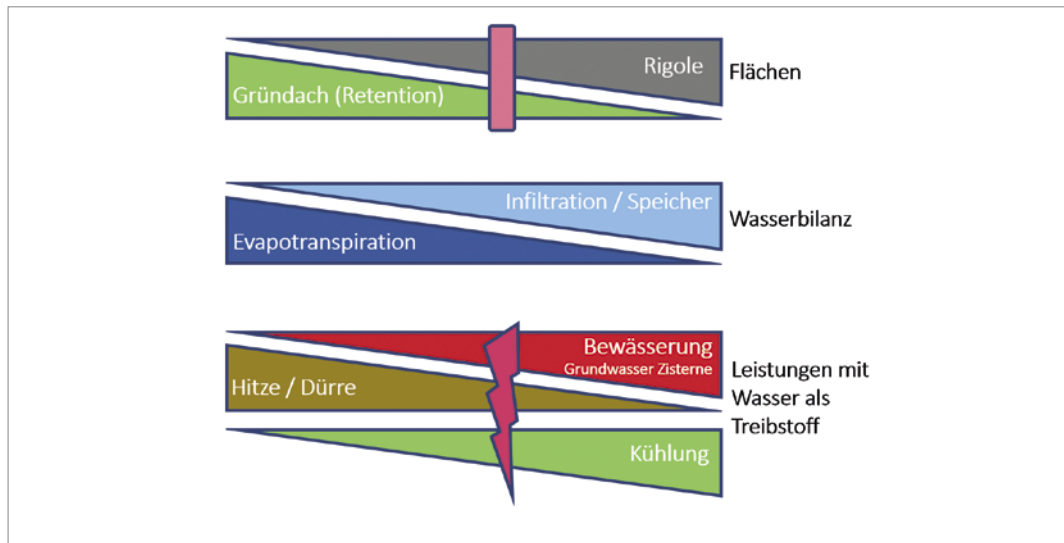 Rigole
Flächen
Gründach (Retention)
Infiltration / Speicher
Wasserbilanz
Evapotranspiration
Bewässerung
Grundwasser Zisterne
Leistungen mit
Hitze / Dürre
Wasser als
Treibstoff
Kühlung